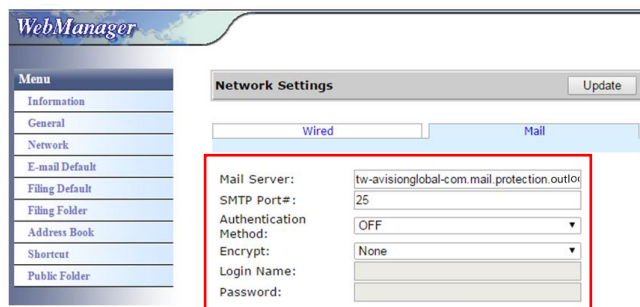 WebManager
Menu
Information
General
Network
E-mail Default
Filing Default
Filing Folder
Address Book
Shortcut
Public Folder
Network Settings
Update
Wired
Mail
Mail Server: tw-avisionglobal-com.mail.protection.outloo
SMTP Port#: 25
Authentication
Method: OFF
Encrypt: None
Login Name:
Password: